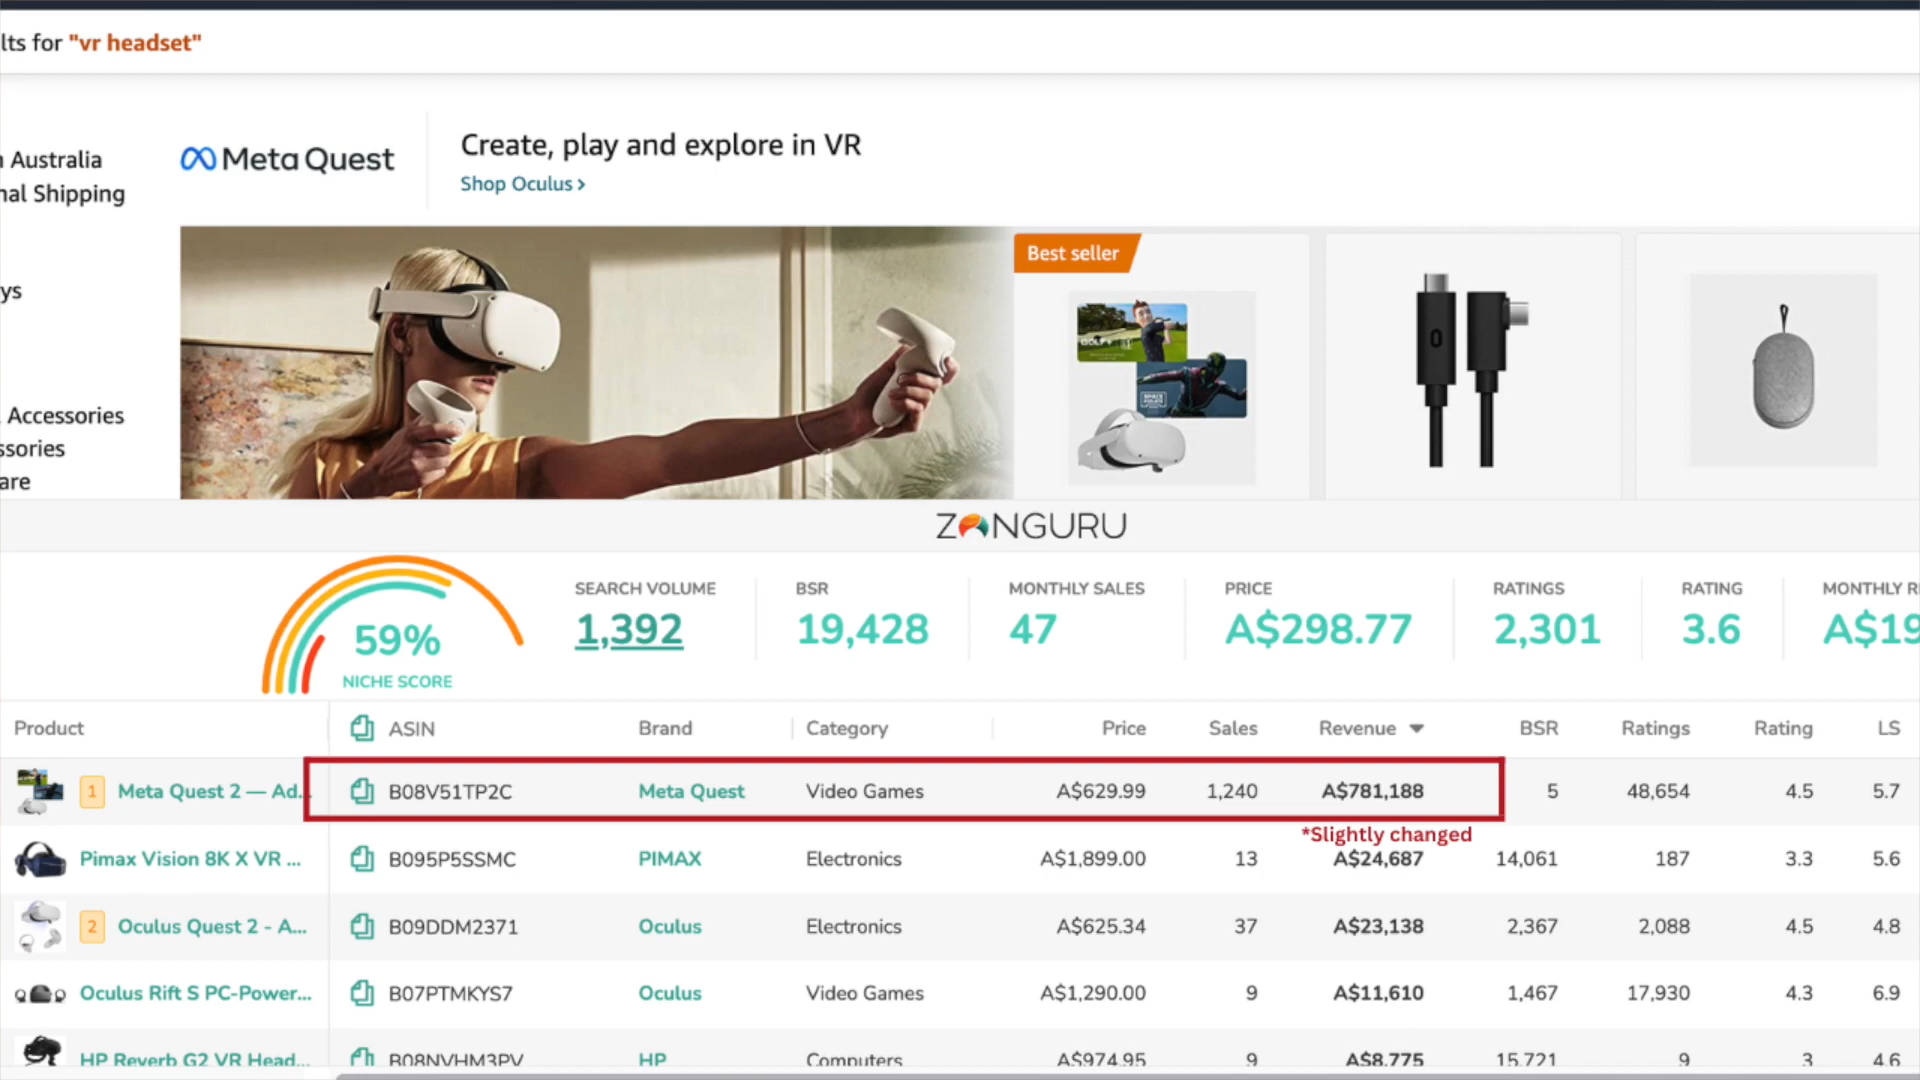 lts for "vr headset"
n Australia
nal Shipping
Meta Quest
Create, play and explore in VR
Shop Oculus ›
ys
Accessories
ssories
are
Best seller
GOLF+
ZONGURU
59%
NICHE SCORE
SEARCH VOLUME
1,392
BSR
19,428
MONTHLY SALES
47
PRICE
A$298.77
RATINGS
2,301
RATING
3.6
MONTHLY R
A$19
Product ASIN Brand Category Price Sales Revenue BSR Ratings Rating LS
1 Meta Quest 2 — Ad... B08V51TP2C Meta Quest Video Games A$629.99 1,240 A$781,188 5 48,654 4.5 5.7
*Slightly changed
Pimax Vision 8K X VR ... B095P5SSMC PIMAX Electronics A$1,899.00 13 A$24,687 14,061 187 3.3 5.6
2 Oculus Quest 2 - A... B09DDM2371 Oculus Electronics A$625.34 37 A$23,138 2,367 2,088 4.5 4.8
Oculus Rift S PC-Power... B07PTMKYS7 Oculus Video Games A$1,290.00 9 A$11,610 1,467 17,930 4.3 6.9
HP Reverb G2 VR Head... B08NVHM3PV HP Computers A$974.95 9 A$8,775 15,721 9 3 4.6